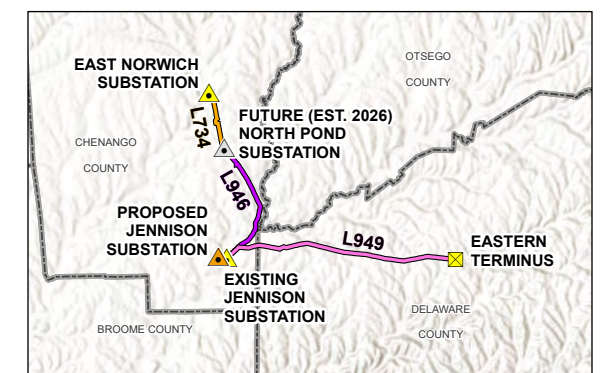 OTSEGO
COUNTY
EAST NORWICH
SUBSTATION
L734
FUTURE (EST. 2026)
NORTH POND
SUBSTATION
CHENANGO
COUNTY
L946
PROPOSED
JENNISON
SUBSTATION
L949
EASTERN
TERMINUS
EXISTING
JENNISON
SUBSTATION
BROOME COUNTY
DELAWARE
COUNTY